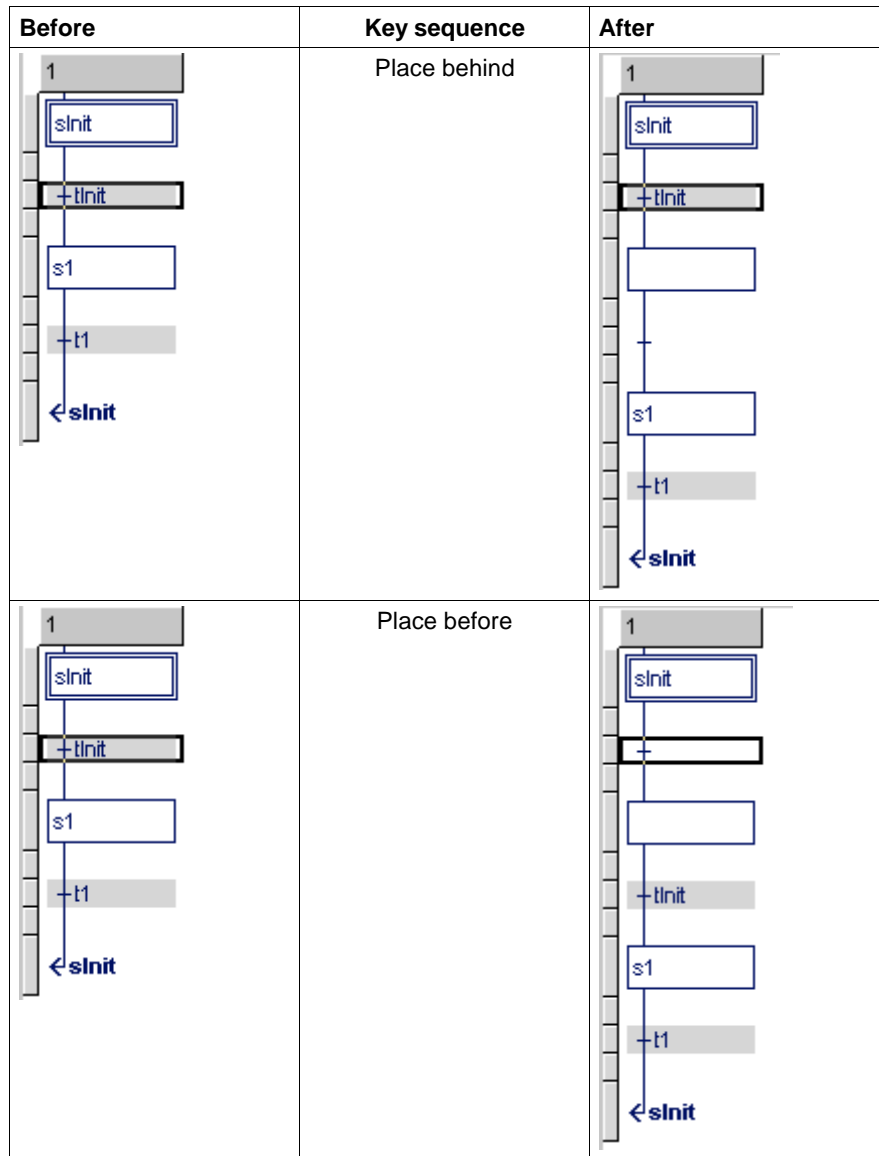 Before Key sequence After
1 Place behind 1
sInit sInit
tInit tInit
s1
t1
sInit s1
t1
sInit
1 Place before 1
sInit sInit
tInit
s1
t1 tInit
sInit s1
t1
sInit